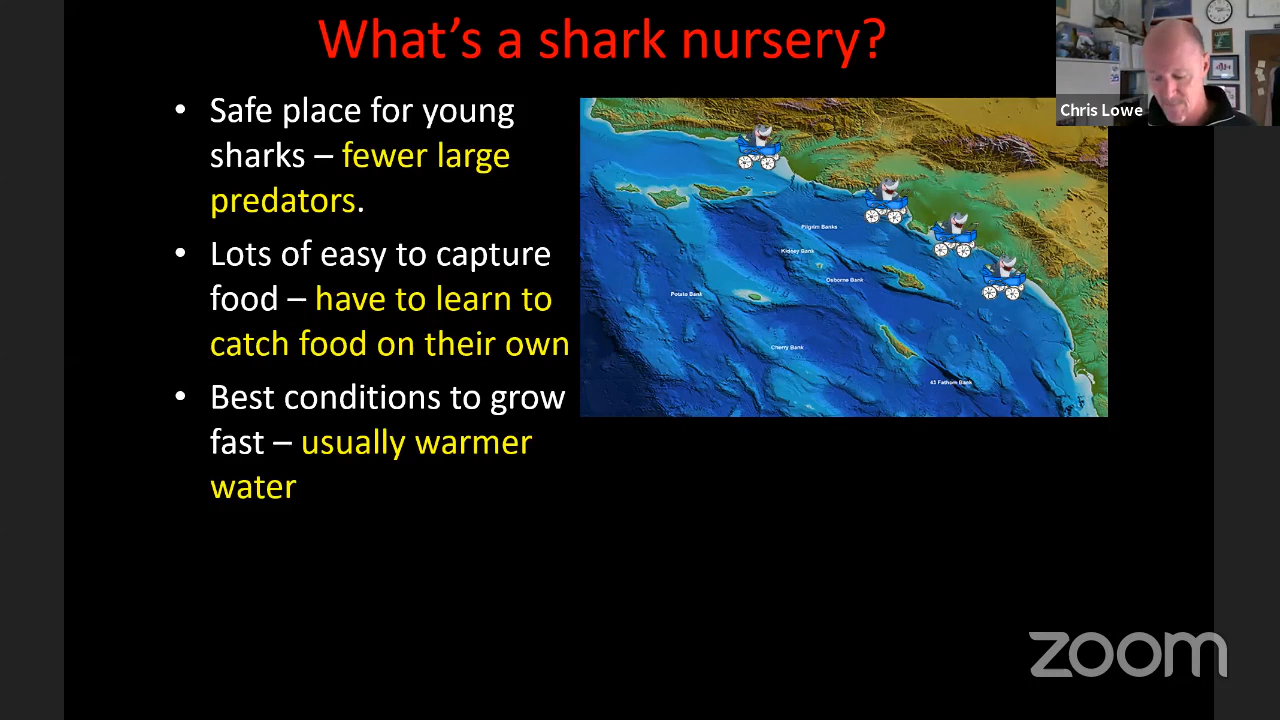 What's a shark nursery?
• Safe place for young
sharks – fewer large
predators.
• Lots of easy to capture
food – have to learn to
catch food on their own
• Best conditions to grow
fast – usually warmer
water
Pilgrim Banks
Kidney Bank
Osborne Bank
Potato Bank
Cherry Bank
43 Fathom Bank
Chris Lowe
zoom